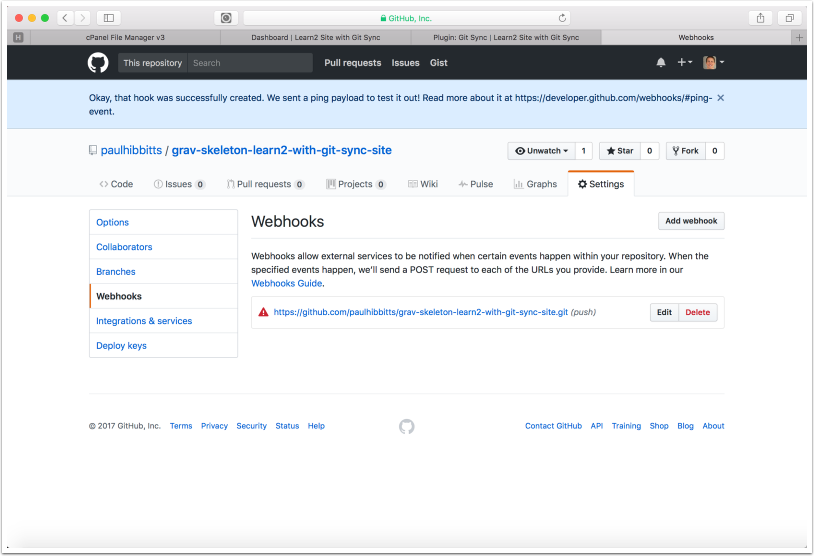 GitHub, Inc.
H
cPanel File Manager v3
Dashboard | Learn2 Site with Git Sync
Plugin: Git Sync | Learn2 Site with Git Sync
Webhooks
This repository
Search
Pull requests
Issues
Gist
Okay, that hook was successfully created. We sent a ping payload to test it out! Read more about it at https://developer.github.com/webhooks/#ping-
event.
paulhibbitts / grav-skeleton-learn2-with-git-sync-site
Unwatch 1
Star 0
Fork 0
Code
Issues 0
Pull requests 0
Projects 0
Wiki
Pulse
Graphs
Settings
Options
Collaborators
Branches
Webhooks
Integrations & services
Deploy keys
Webhooks
Add webhook
Webhooks allow external services to be notified when certain events happen within your repository. When the
specified events happen, we'll send a POST request to each of the URLs you provide. Learn more in our
Webhooks Guide.
https://github.com/paulhibbitts/grav-skeleton-learn2-with-git-sync-site.git (push)
Edit
Delete
© 2017 GitHub, Inc.
Terms
Privacy
Security
Status
Help
Contact GitHub
API
Training
Shop
Blog
About